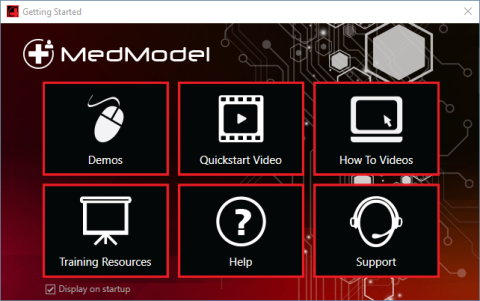 Getting Started
MedModel
Demos
Quickstart Video
How To Videos
Training Resources
Help
Support
Display on startup